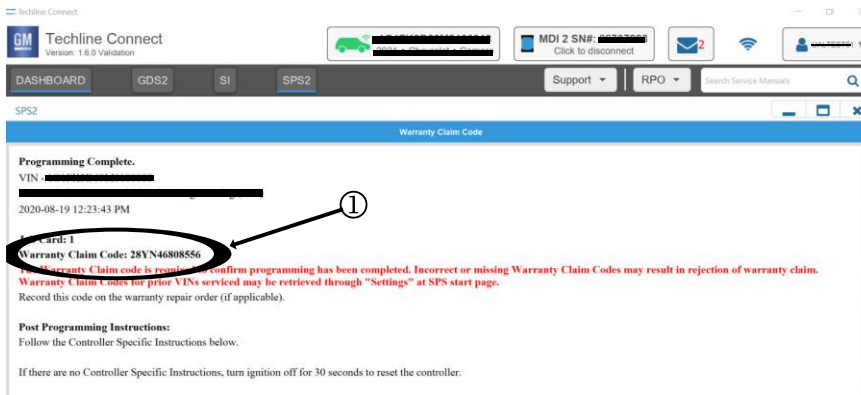 Techline Connect
GM Techline Connect
Version: 1.6.0 Validation
2021 • Chevrolet • Camaro
MDI 2 SN#:
Click to disconnect
2
DASHBOARD GDS2 SI SPS2 Support RPO Search Service Manuals
SPS2
Warranty Claim Code
Programming Complete.
VIN -
2020-08-19 12:23:43 PM
1
Card: 1
Warranty Claim Code: 28YN46808556
Warranty Claim code is required confirm programming has been completed. Incorrect or missing Warranty Claim Codes may result in rejection of warranty claim.
Warranty Claim Codes for prior VINs serviced may be retrieved through "Settings" at SPS start page.
Record this code on the warranty repair order (if applicable).
Post Programming Instructions:
Follow the Controller Specific Instructions below.
If there are no Controller Specific Instructions, turn ignition off for 30 seconds to reset the controller.